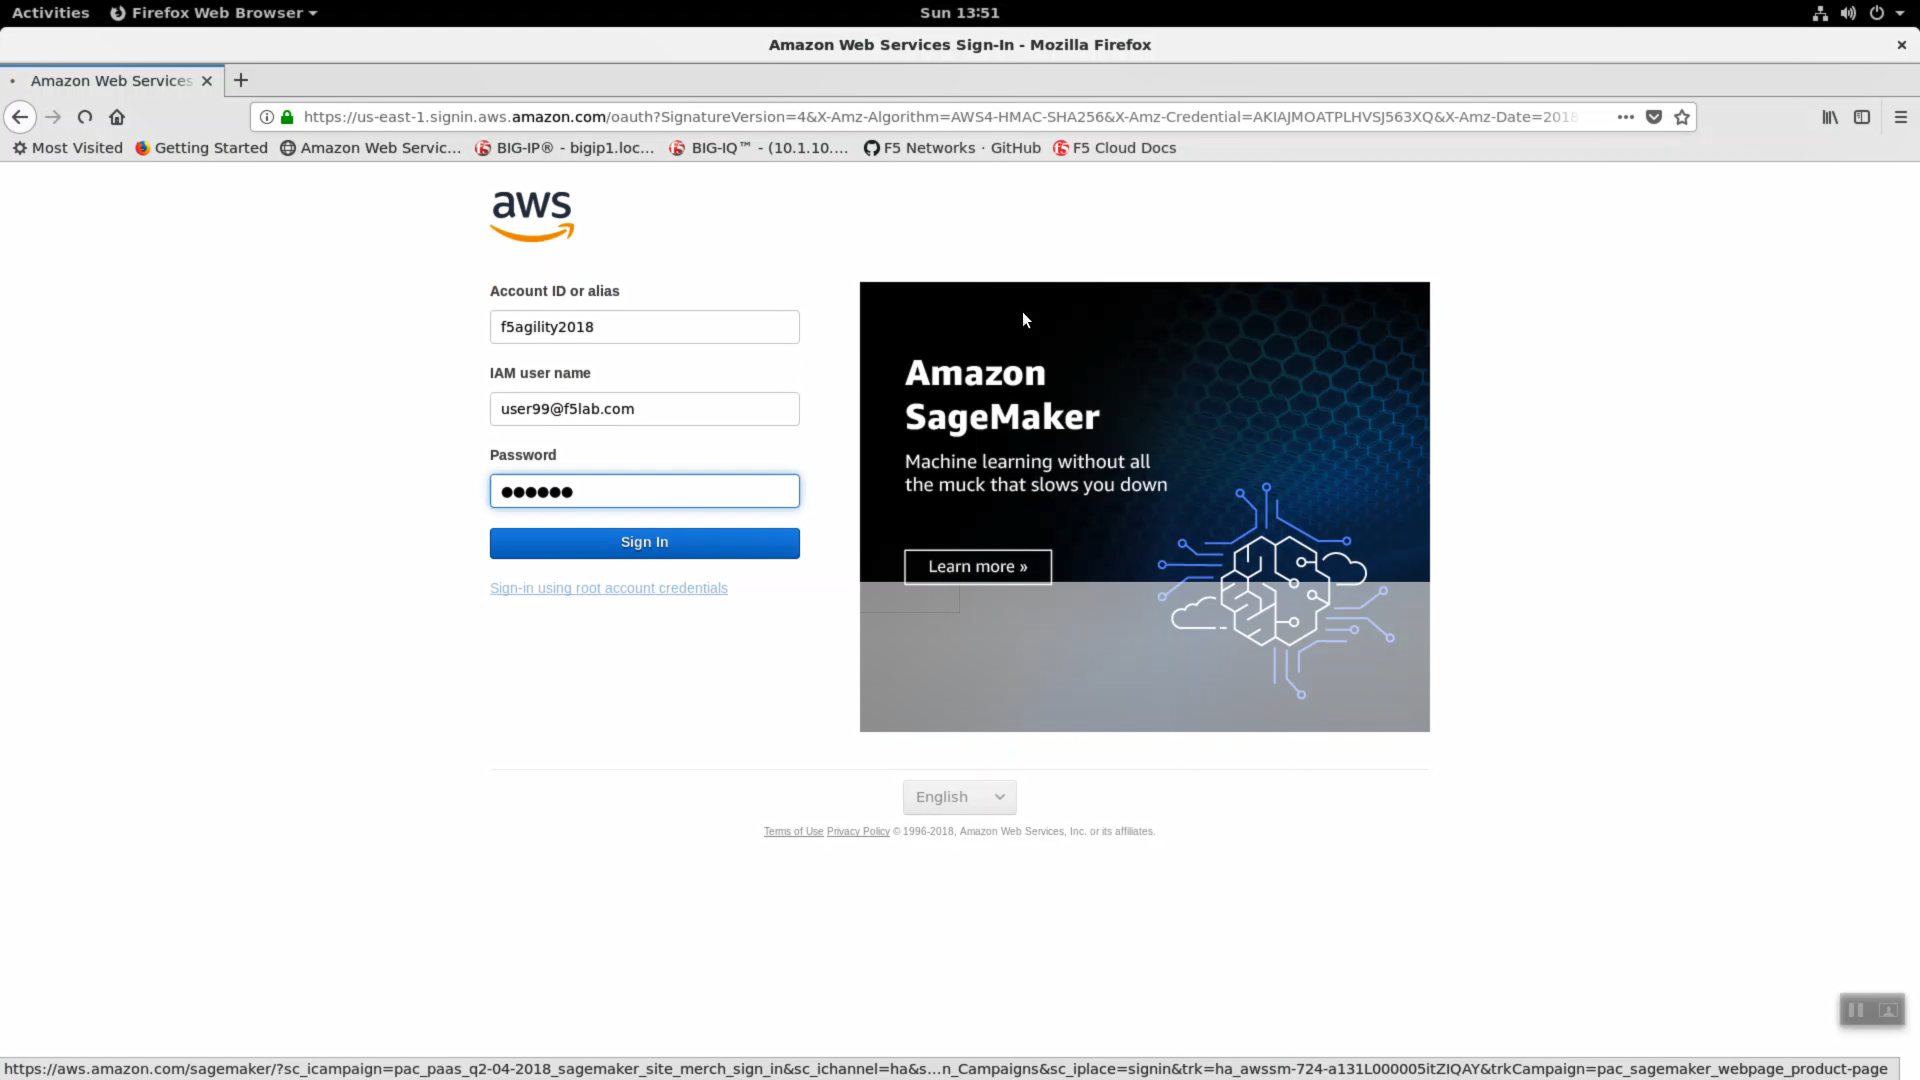 Activities Firefox Web Browser Sun 13:51
Amazon Web Services Sign-In - Mozilla Firefox
Amazon Web Services
https://us-east-1.signin.aws.amazon.com/oauth?SignatureVersion=4&X-Amz-Algorithm=AWS4-HMAC-SHA256&X-Amz-Credential=AKIAJMOATPLHVSJ563XQ&X-Amz-Date=2018
Most Visited Getting Started Amazon Web Servic... BIG-IP® - bigip1.loc... BIG-IQ™ - (10.1.10.... F5 Networks · GitHub F5 Cloud Docs
aws
Account ID or alias
f5agility2018
IAM user name
user99@f5lab.com
Password
●●●●●●
Sign In
Sign-in using root account credentials
Amazon
SageMaker
Machine learning without all
the muck that slows you down
Learn more »
English
Terms of Use Privacy Policy © 1996-2018, Amazon Web Services, Inc. or its affiliates.
https://aws.amazon.com/sagemaker/?sc_icampaign=pac_paas_q2-04-2018_sagemaker_site_merch_sign_in&sc_ichannel=ha&s...n_Campaigns&sc_iplace=signin&trk=ha_awssm-724-a131L000005itZIQAY&trkCampaign=pac_sagemaker_webpage_product-page